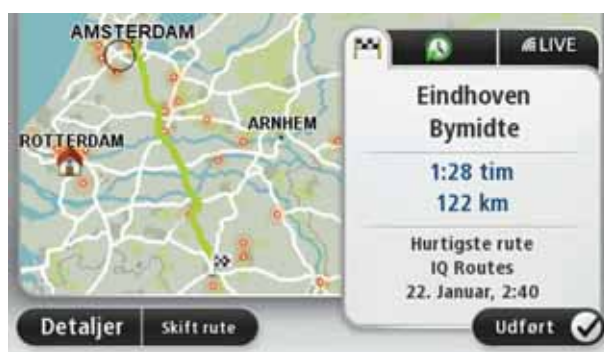 AMSTERDAM
ARNHEM
ROTTERDAM
LIVE
Eindhoven
Bymidte
1:28 tim
122 km
Hurtigste rute
IQ Routes
22. Januar, 2:40
Detaljer
Skift rute
Udført